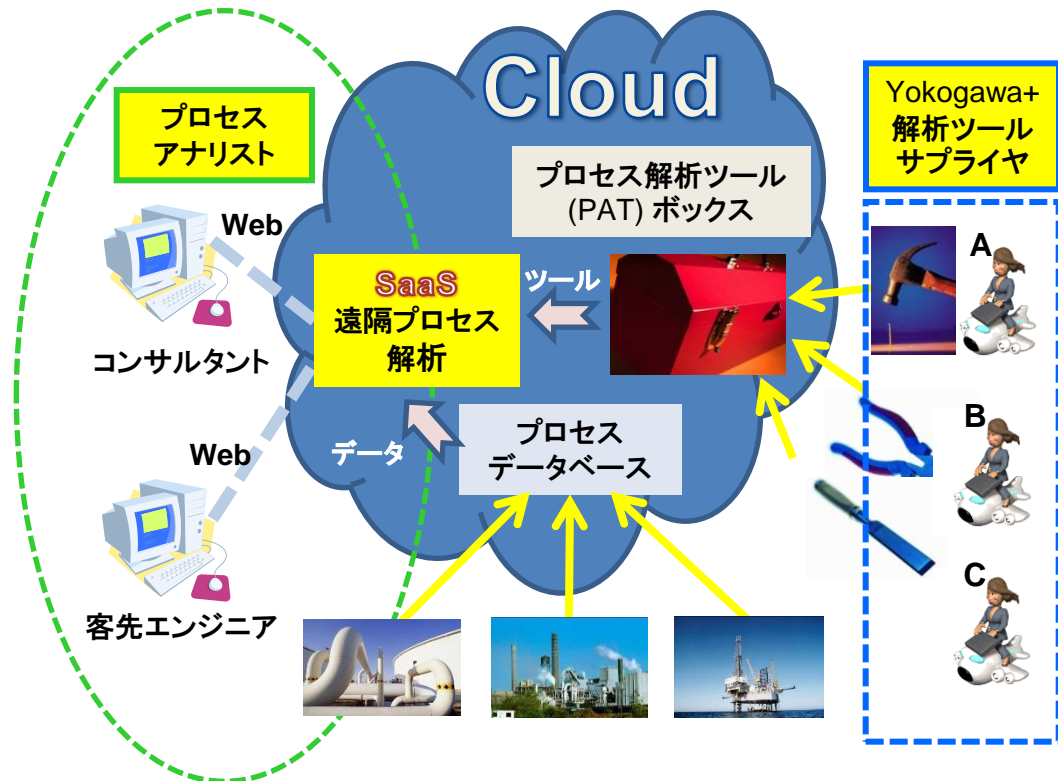 Cloud
プロセス
アナリスト
Yokogawa+
解析ツール
サプライヤ
プロセス解析ツール
(PAT) ボックス
Web
A
SaaS
遠隔プロセス
解析
ツール
コンサルタント
B
プロセス
データベース
データ
Web
C
客先エンジニア